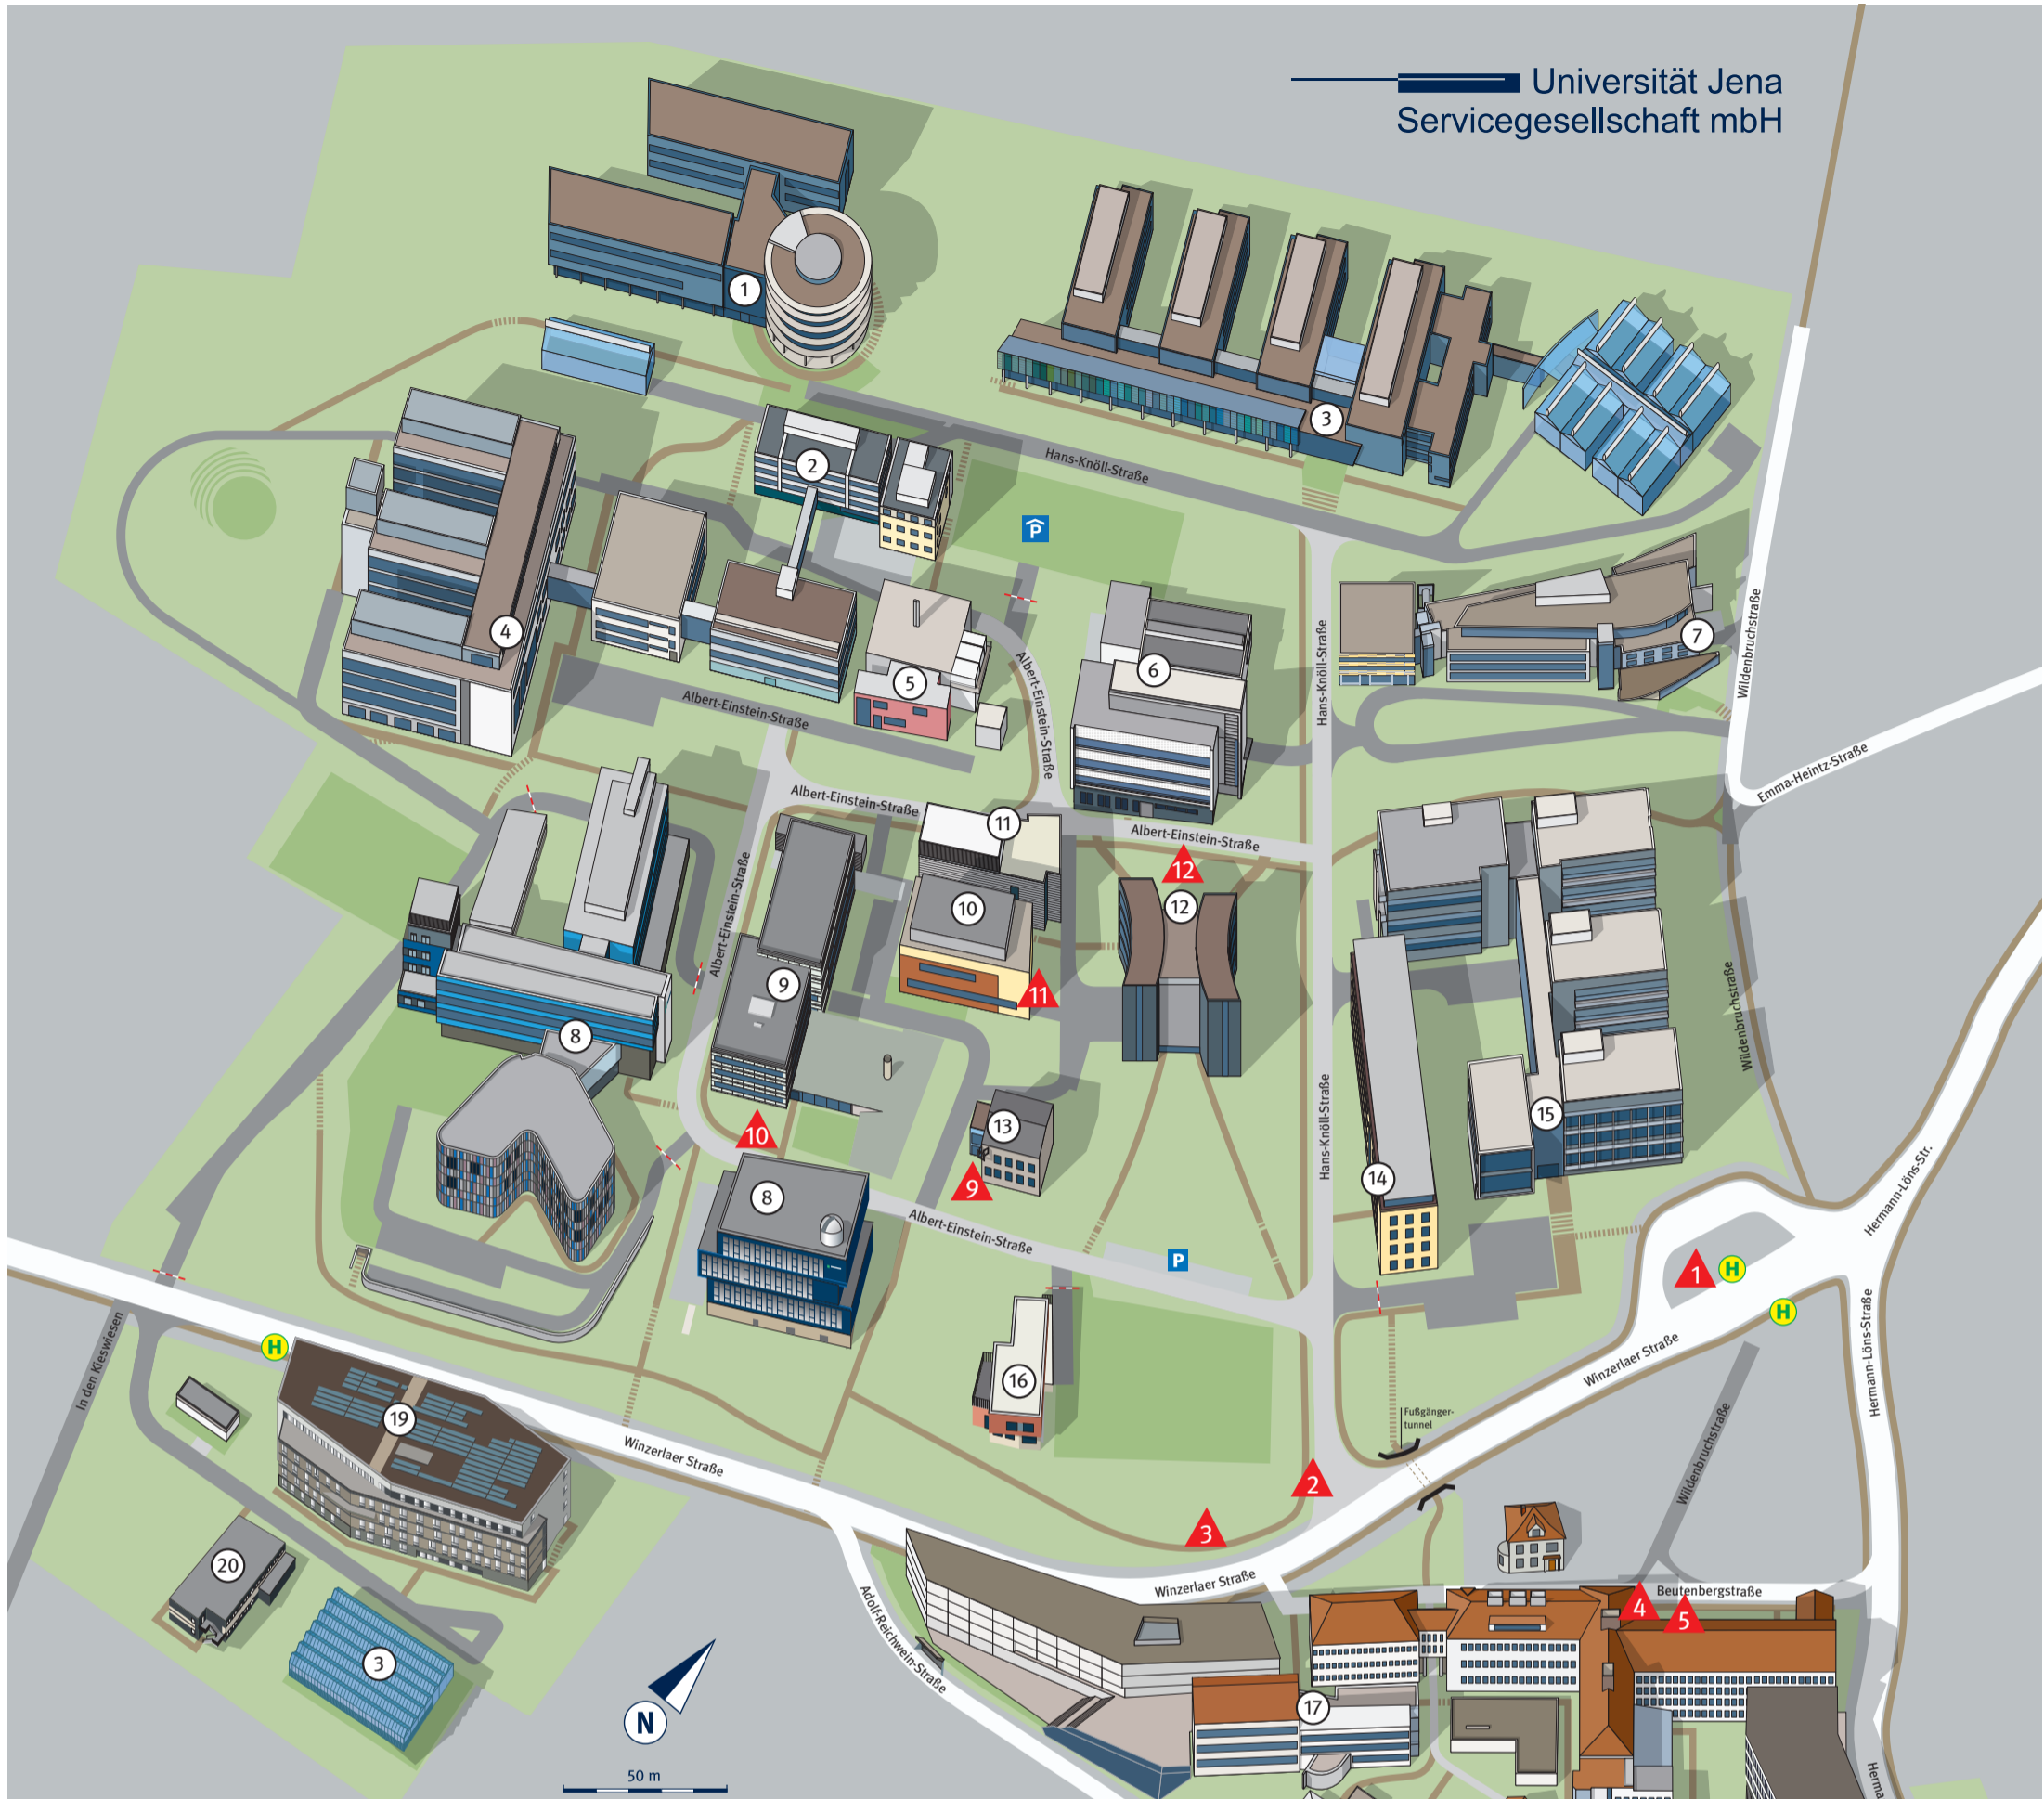 Universität Jena
Servicegesellschaft mbH
1
2
3
Hans-Knöll-Straße
P
4
5
6
7
Hans-Knöll-Straße
Wildenbruchstraße
Albert-Einstein-Straße
Albert-Einstein-Straße
Emma-Heintz-Straße
Albert-Einstein-Straße
11
Albert-Einstein-Straße
12
12
10
Albert-Einstein-Straße
9
11
8
Wildenbruchstraße
Hans-Knöll-Straße
15
13
10
9
14
8
Albert-Einstein-Straße
P
Hermann-Löns-Str.
1
H
H
In den Kieswiesen
H
Winzerlaer Straße
Hermann-Löns-Straße
16
19
Fußgänger-
tunnel
Winzerlaer Straße
Wildenbruchstraße
2
3
20
Winzerlaer Straße
Beutenbergstraße
4
5
Adolf-Reichwein-Straße
3
17
N
50 m
Herma